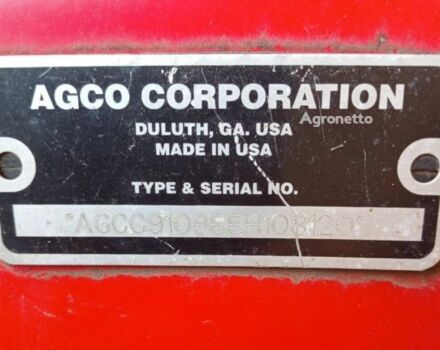 AGCO CORPORATION
Agronetto
DULUTH, GA. USA
MADE IN USA
TYPE & SERIAL NO.